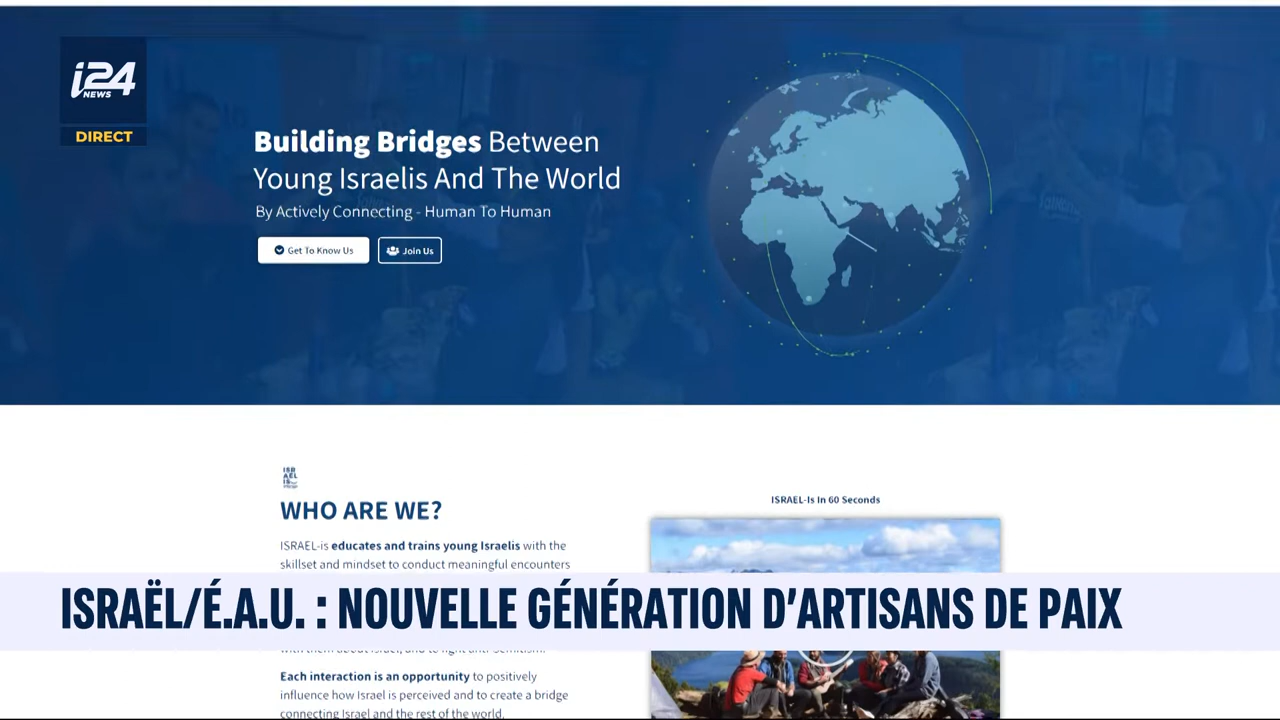 i24
NEWS
DIRECT
Building Bridges Between
Young Israelis And The World
By Actively Connecting - Human To Human
Get To Know Us
Join Us
ISR
AEL
IS
WHO ARE WE?
ISRAEL-is educates and trains young Israelis with the
skillset and mindset to conduct meaningful encounters
ISRAEL-Is In 60 Seconds
ISRAËL/É.A.U. : NOUVELLE GÉNÉRATION D'ARTISANS DE PAIX
Each interaction is an opportunity to positively
influence how Israel is perceived and to create a bridge
connecting Israel and the rest of the world.